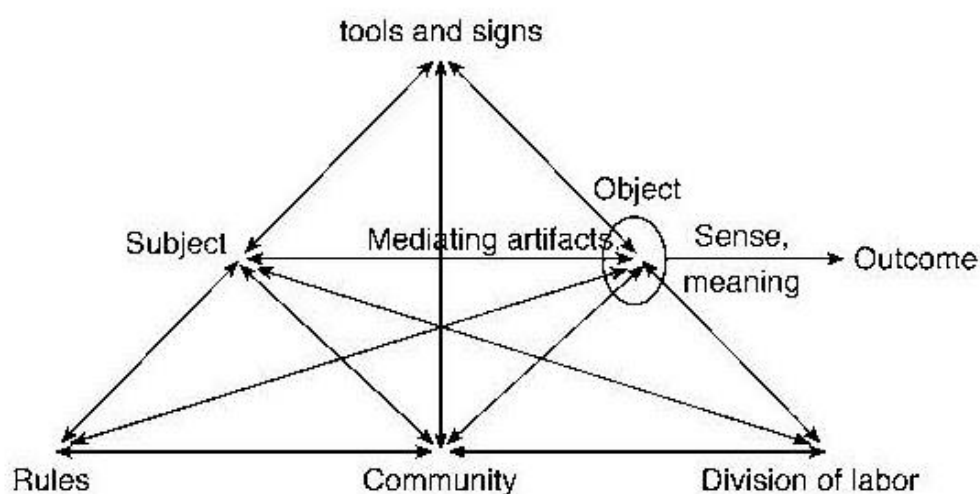 tools and signs
Object
Subject
Mediating artifacts,
Sense,
meaning
Outcome
Rules
Community
Division of labor